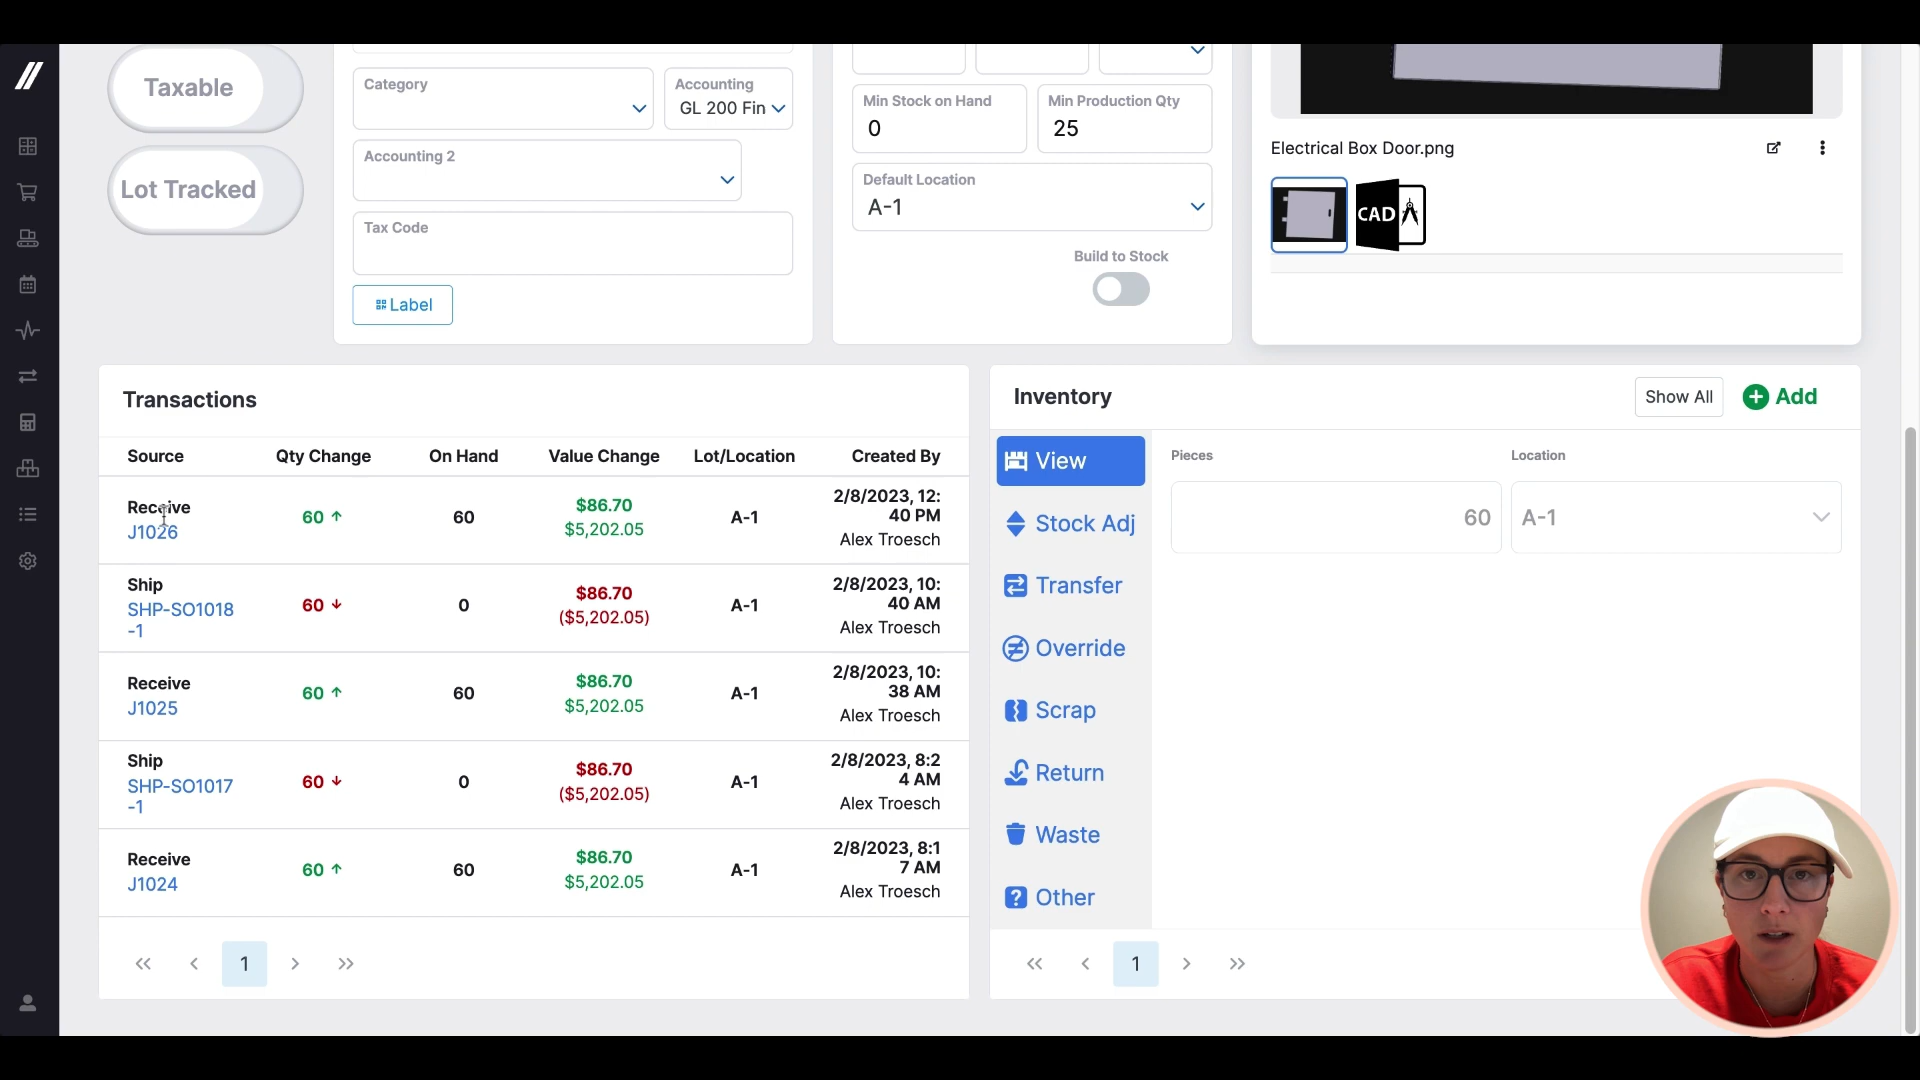 Taxable
Lot Tracked
Category
Accounting
GL 200 Fin
Accounting 2
Tax Code
Label
Min Stock on Hand
0
Min Production Qty
25
Default Location
A-1
Build to Stock
Electrical Box Door.png
CAD
Transactions
Source Qty Change On Hand Value Change Lot/Location Created By
Receive
J1026
60
60
$86.70
$5,202.05
A-1
2/8/2023, 12:
40 PM
Alex Troesch
Ship
SHP-SO1018
-1
60
0
$86.70
($5,202.05)
A-1
2/8/2023, 10:
40 AM
Alex Troesch
Receive
J1025
60
60
$86.70
$5,202.05
A-1
2/8/2023, 10:
38 AM
Alex Troesch
Ship
SHP-SO1017
-1
60
0
$86.70
($5,202.05)
A-1
2/8/2023, 8:2
4 AM
Alex Troesch
Receive
J1024
60
60
$86.70
$5,202.05
A-1
2/8/2023, 8:1
7 AM
Alex Troesch
1
Inventory
Show All
Add
View
Stock Adj
Transfer
Override
Scrap
Return
Waste
Other
Pieces
60
Location
A-1
1